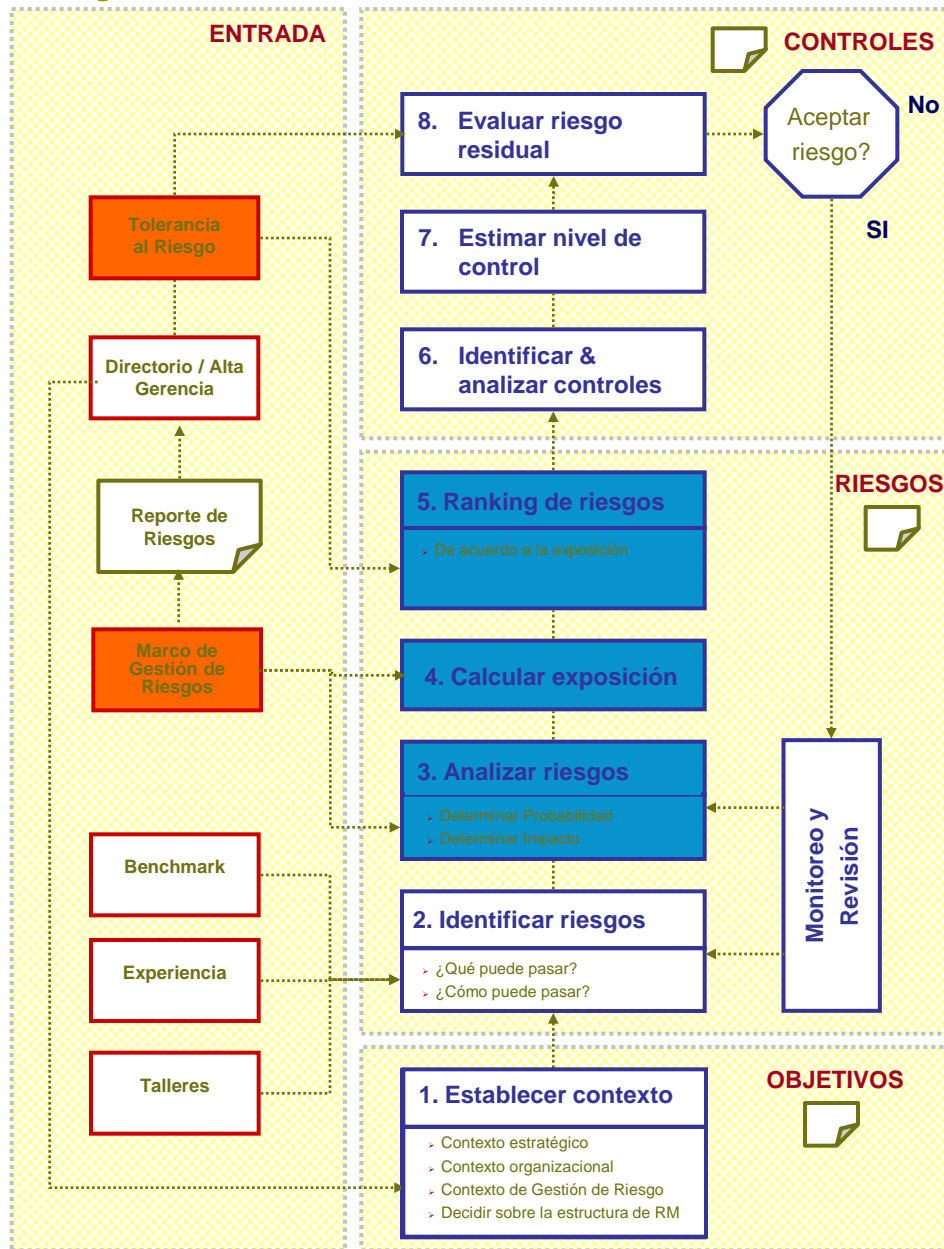 ENTRADA
Tolerancia
al Riesgo
Directorio / Alta
Gerencia
Reporte de
Riesgos
Marco de
Gestión de
Riesgos
Benchmark
Experiencia
Talleres
CONTROLES
8. Evaluar riesgo
residual
Aceptar
riesgo?
No
SI
7. Estimar nivel de
control
6. Identificar &
analizar controles
RIESGOS
5. Ranking de riesgos
De acuerdo a la exposición
4. Calcular exposición
3. Analizar riesgos
Determinar Probabilidad
Determinar Impacto
2. Identificar riesgos
¿Qué puede pasar?
¿Cómo puede pasar?
Monitoreo y
Revisión
OBJETIVOS
1. Establecer contexto
Contexto estratégico
Contexto organizacional
Contexto de Gestión de Riesgo
Decidir sobre la estructura de RM